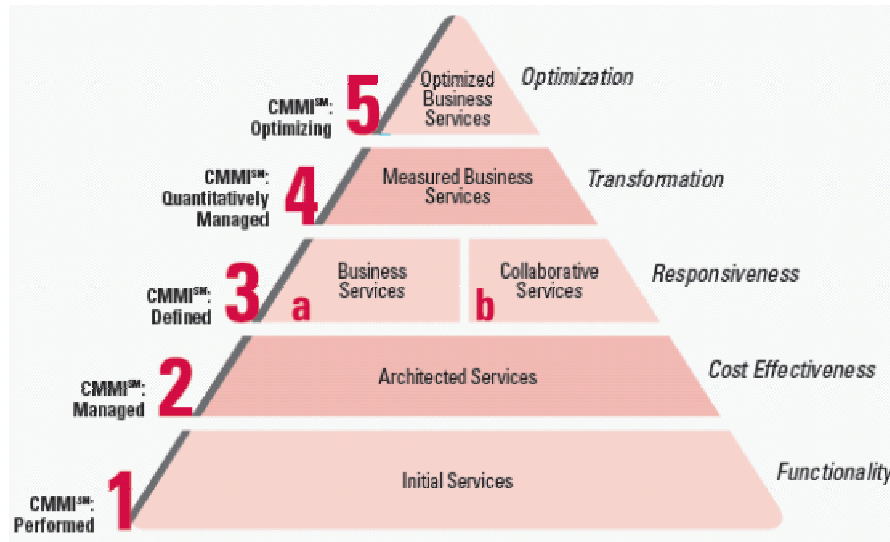 CMMI℠:
Optimizing
5
Optimized
Business
Services
Optimization
CMMI℠:
Quantitatively
Managed
4
Measured Business
Services
Transformation
CMMI℠:
Defined
3
a
Business
Services
b
Collaborative
Services
Responsiveness
CMMI℠:
Managed
2
Architected Services
Cost Effectiveness
CMMI℠:
Performed
1
Initial Services
Functionality